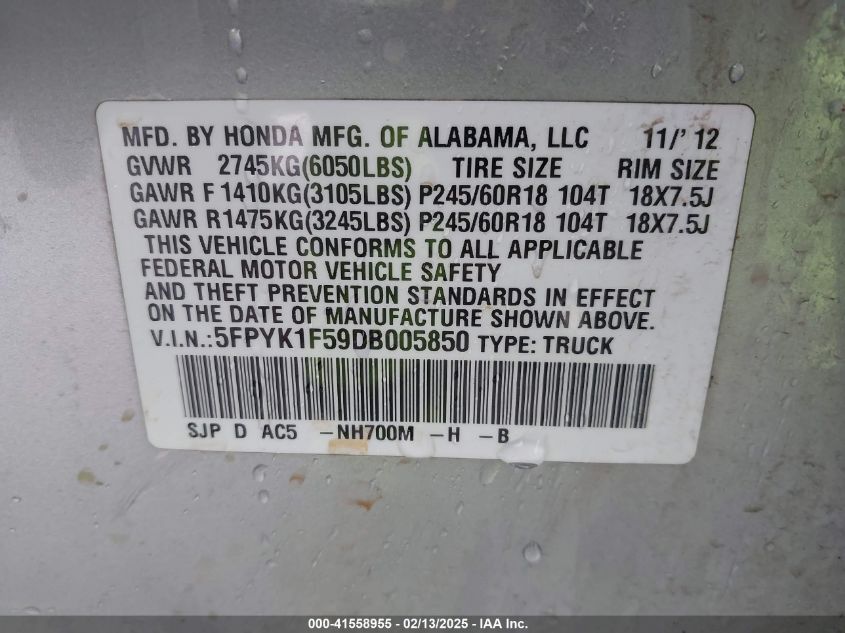 MFD. BY HONDA MFG. OF ALABAMA, LLC 11/'12
GVWR 2745KG(6050LBS) TIRE SIZE RIM SIZE
GAWR F1410KG(3105LBS) P245/60R18 104T 18X7.5J
GAWR R1475KG(3245LBS) P245/60R18 104T 18X7.5J
THIS VEHICLE CONFORMS TO ALL APPLICABLE
FEDERAL MOTOR VEHICLE SAFETY
AND THEFT PREVENTION STANDARDS IN EFFECT
ON THE DATE OF MANUFACTURE SHOWN ABOVE.
V.I.N.:5FPYK1F59DB005850 TYPE: TRUCK
SJP D AC5 -NH700M -H -B
000-41558955 - 02/13/2025 - IAA Inc.